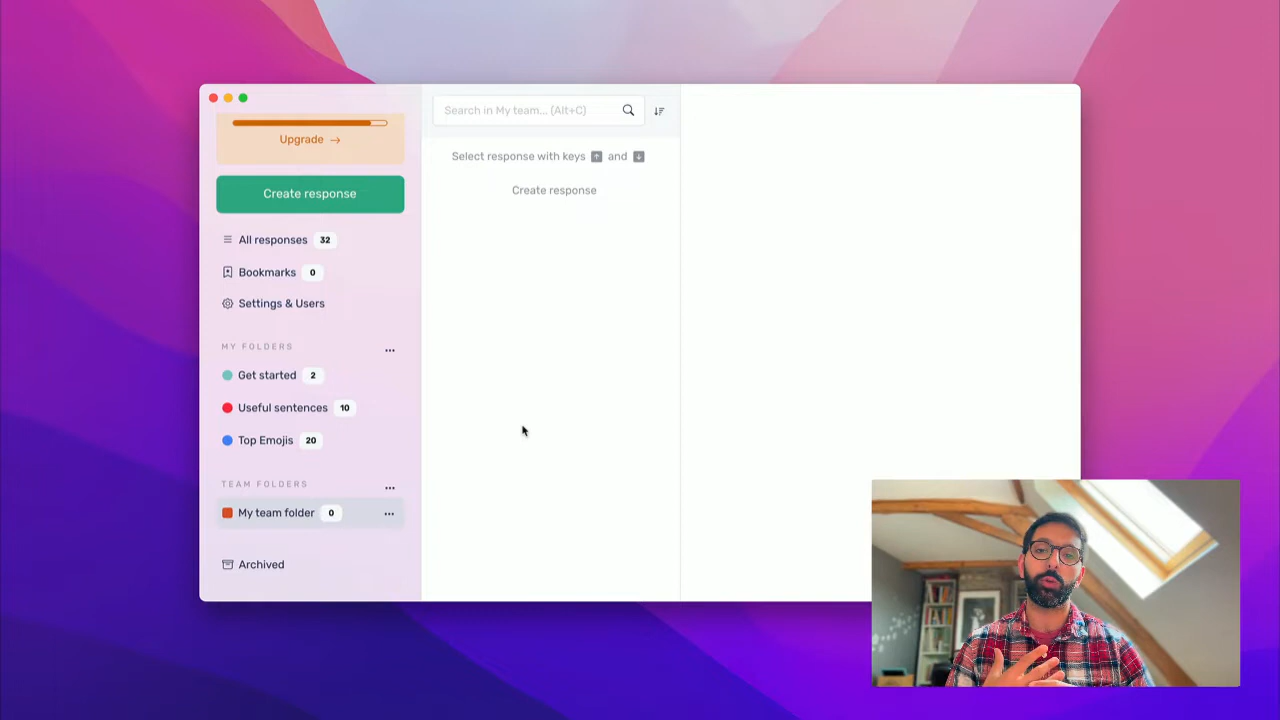 Upgrade →
Create response
All responses 32
Bookmarks 0
Settings & Users
MY FOLDERS
Get started 2
Useful sentences 10
Top Emojis 20
TEAM FOLDERS
My team folder 0
Archived
Search in My team... (Alt+C)
Select response with keys ↑ and ↓
Create response